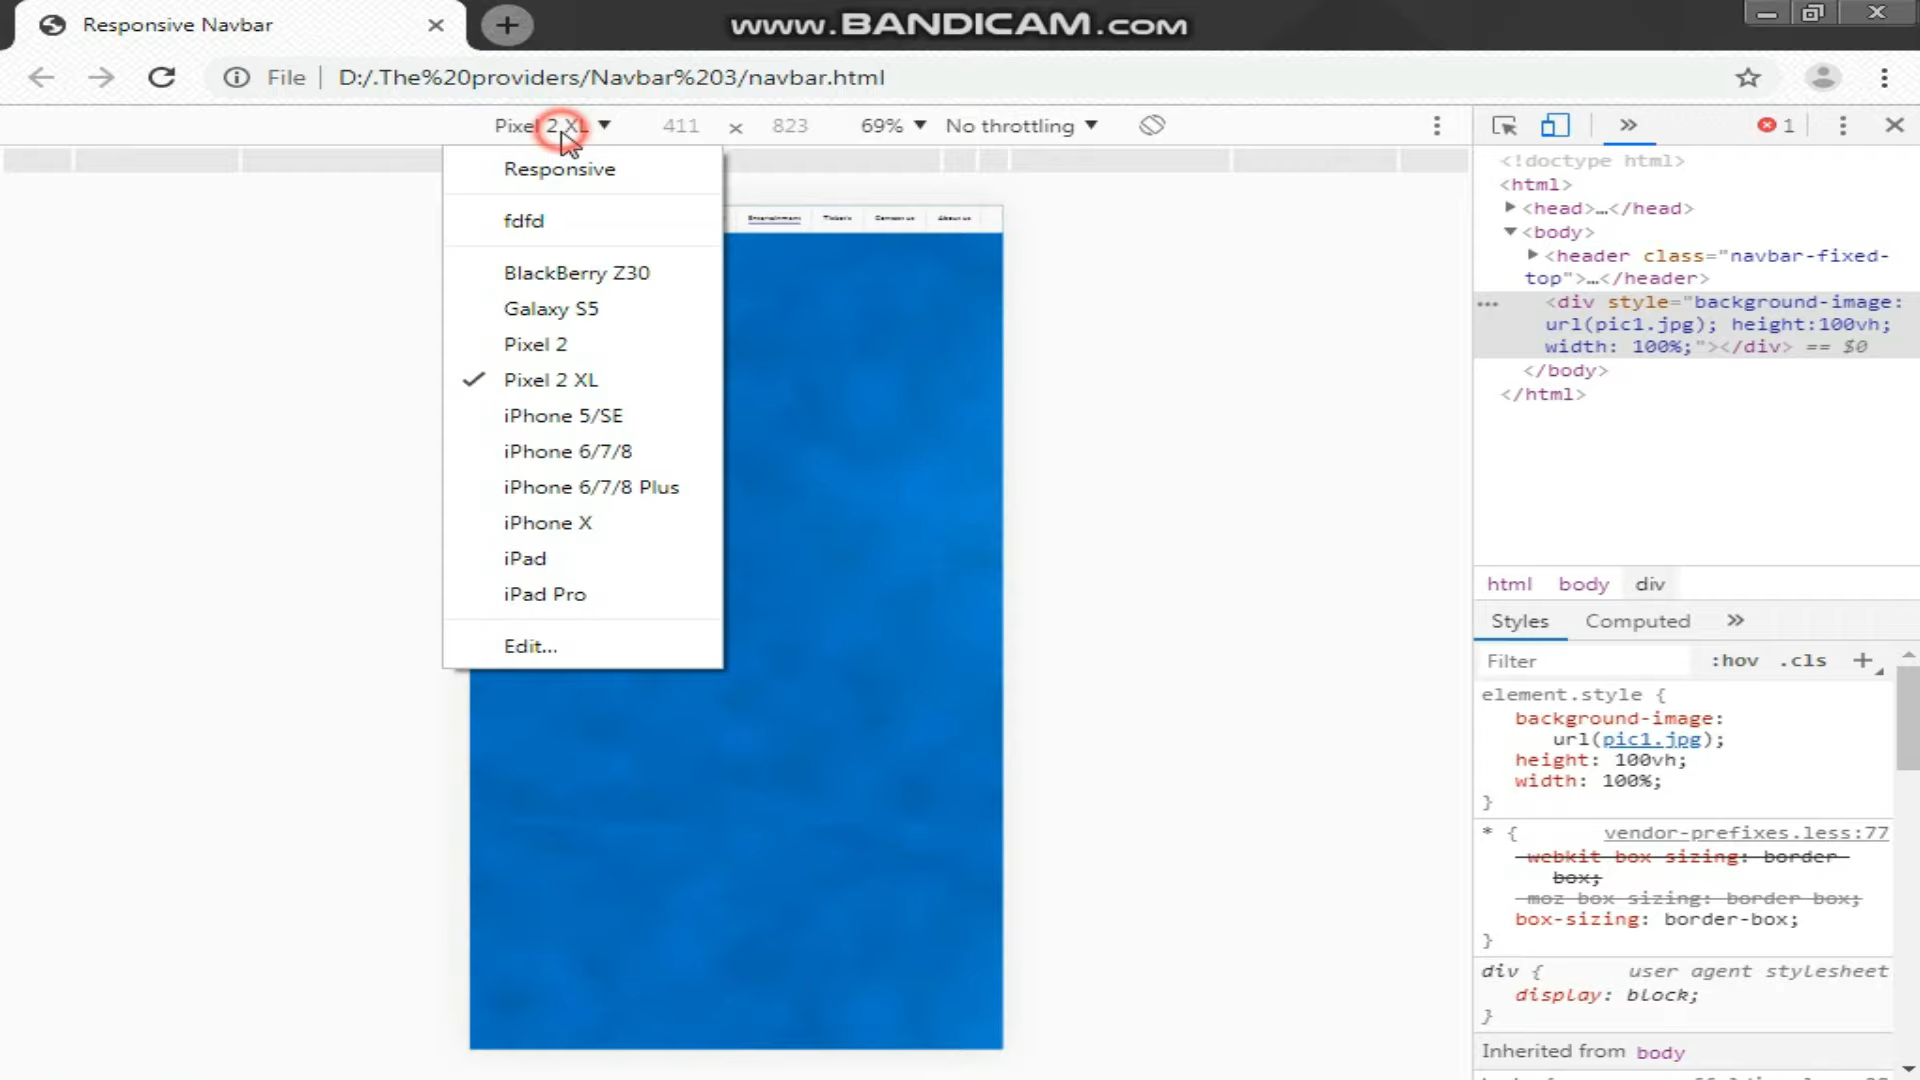 Responsive Navbar
www.BANDICAM.com
File
D:/.The%20providers/Navbar%203/navbar.html
Pixel 2 XL
411 x 823
69%
No throttling
1
Responsive
fdfd
BlackBerry Z30
Galaxy S5
Pixel 2
Pixel 2 XL
iPhone 5/SE
iPhone 6/7/8
iPhone 6/7/8 Plus
iPhone X
iPad
iPad Pro
Edit...
Entertainment
Tickets
Contact us
About us
<!doctype html>
<html>
<head>…</head>
<body>
<header class="navbar-fixed-
top">…</header>
<div style="background-image:
url(pic1.jpg); height:100vh;
width: 100%;"></div> == $0
</body>
</html>
html body div
Styles
Computed
Filter
:hov .cls
element.style {
background-image:
url(pic1.jpg);
height: 100vh;
width: 100%;
}
* {
vendor-prefixes.less:77
-webkit-box-sizing: border-
box;
-moz-box-sizing: border-box;
box-sizing: border-box;
}
div {
user agent stylesheet
display: block;
}
Inherited from body